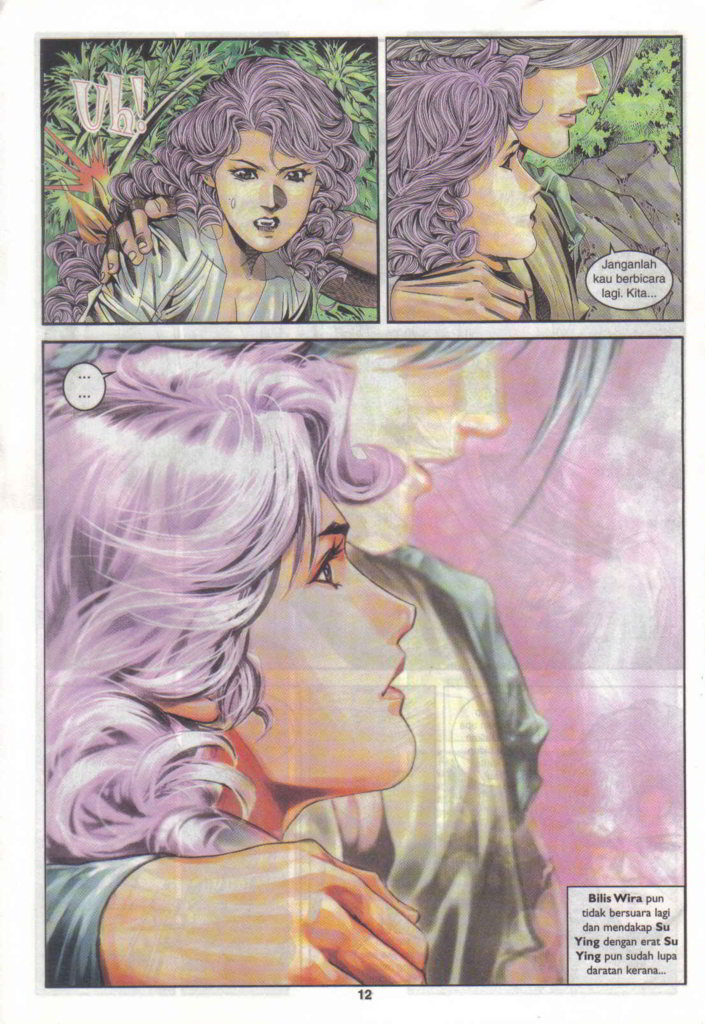 Uh!
Janganlah
kau berbicara
lagi. Kita...
...
...
Bilis Wira pun
tidak bersuara lagi
dan mendakap Su
Ying dengan erat Su
Ying pun sudah lupa
daratan kerana...
12